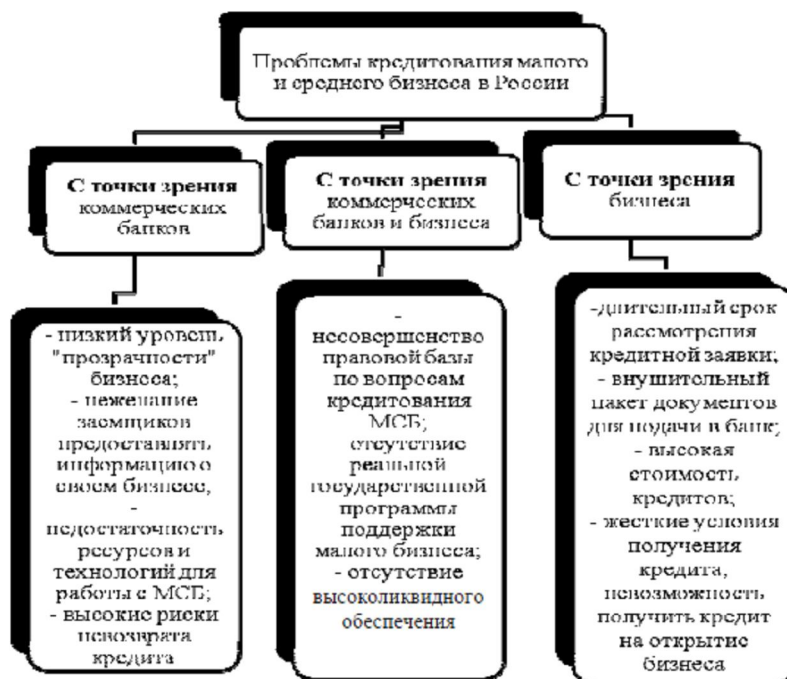 Проблемы кредитования малого
и среднего бизнеса в России
С точки зрения
коммерческих
банков
С точки зрения
коммерческих
банков и бизнеса
С точки зрения
бизнеса
- низкий уровень
"прозрачности"
бизнеса;
- нежелание
заемщиков
предоставлять
информацию о
своем бизнесе;
-
недостаточность
ресурсов и
технологий для
работы с МСБ;
- высокие риски
невозврата
кредита
-
несовершенство
правовой базы
по вопросам
кредитования
МСБ;
отсутствие
реальной
государственной
программы
поддержки
малого бизнеса;
- отсутствие
высоколиквидного
обеспечения
-длительный срок
рассмотрения
кредитной заявки;
- внушительный
пакет документов
для подачи в банк;
- высокая
стоимость
кредитов;
- жесткие условия
получения
кредита,
невозможность
получить кредит
на открытие
бизнеса